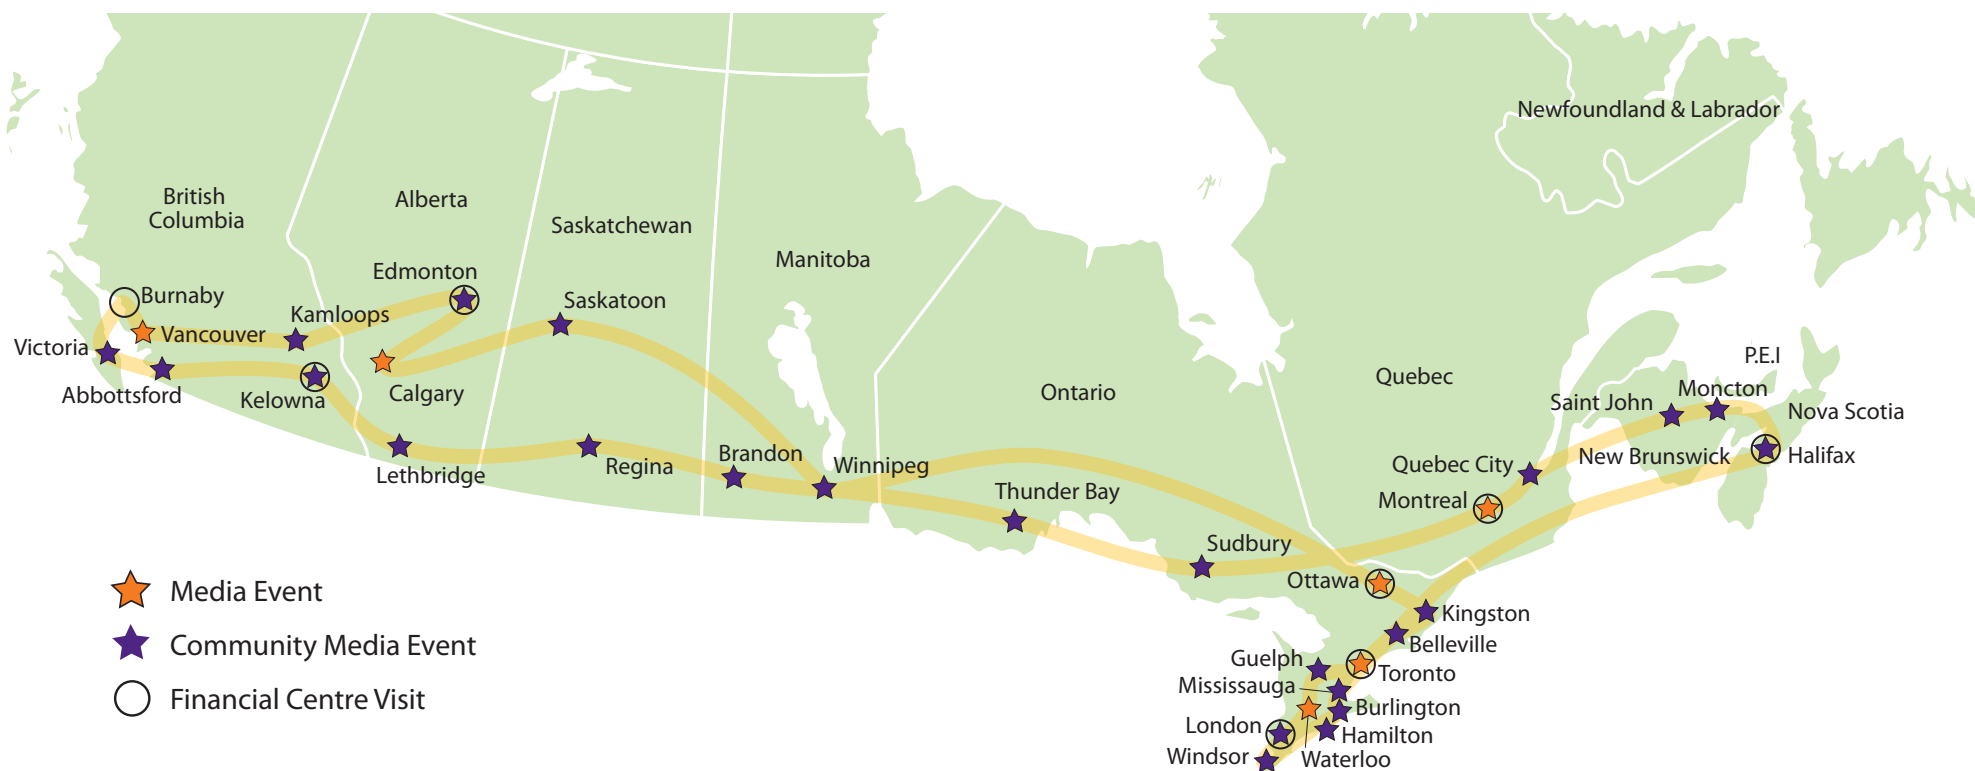 Newfoundland & Labrador
British
Columbia
Alberta
Saskatchewan
Manitoba
Edmonton
Burnaby
Saskatoon
Kamloops
Vancouver
Victoria
Abbottsford
Kelowna
Calgary
Ontario
Quebec
P.E.I
Moncton
Saint John
Nova Scotia
Lethbridge
Regina
Brandon
Winnipeg
Quebec City
New Brunswick
Halifax
Thunder Bay
Montreal
Sudbury
Ottawa
Kingston
Belleville
Guelph
Toronto
Mississauga
Burlington
London
Hamilton
Windsor
Waterloo
Media Event
Community Media Event
Financial Centre Visit